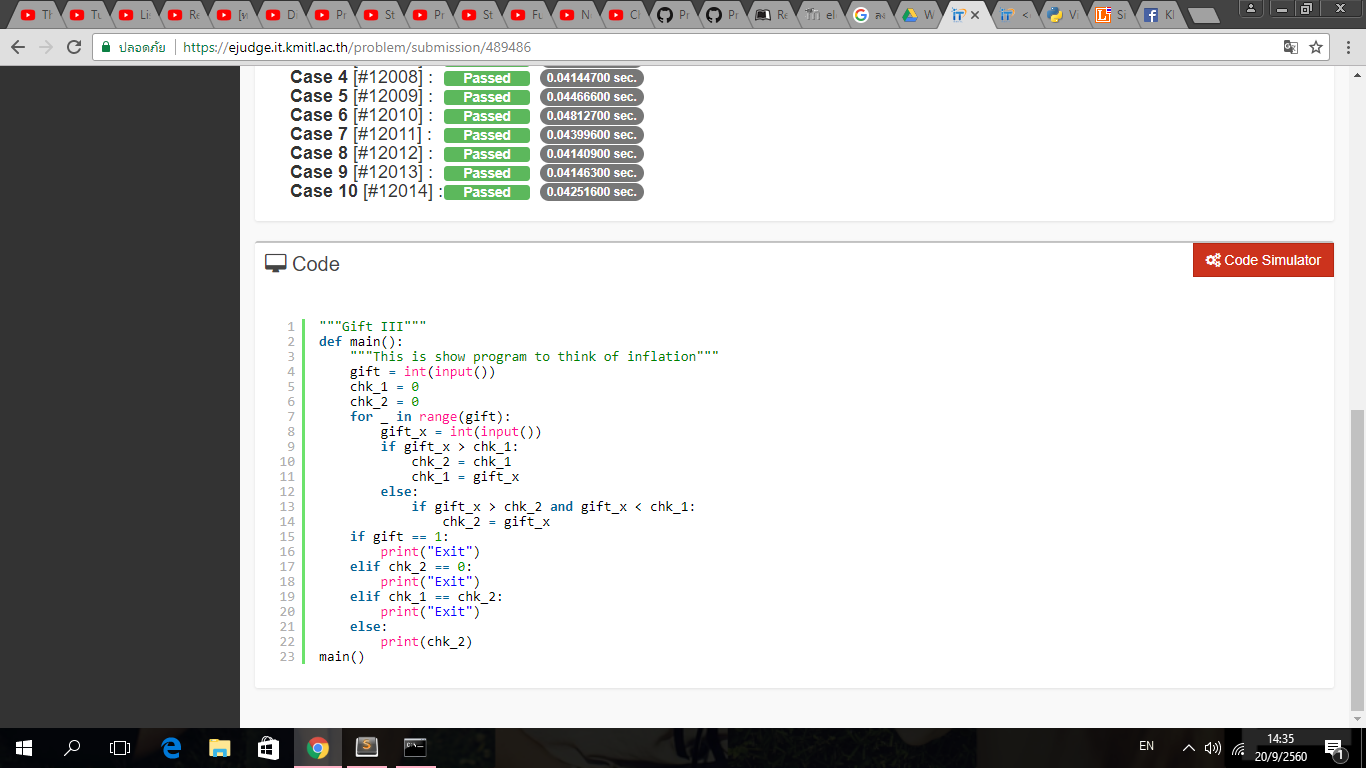 Th
Tu
Lis
Re
[ท
Di
Pr
St
Pr
St
Fu
N
Cl
Pr
Pr
Re
el
ลง
W
IT
Vi
Si
Kl
ปลอดภัย https://ejudge.it.kmitl.ac.th/problem/submission/489486
Case 4 [#12008] : Passed 0.04144700 sec.
Case 5 [#12009] : Passed 0.04466600 sec.
Case 6 [#12010] : Passed 0.04812700 sec.
Case 7 [#12011] : Passed 0.04399600 sec.
Case 8 [#12012] : Passed 0.04140900 sec.
Case 9 [#12013] : Passed 0.04146300 sec.
Case 10 [#12014] : Passed 0.04251600 sec.
Code
Code Simulator
1 """Gift III"""
2 def main():
3 """This is show program to think of inflation"""
4 gift = int(input())
5 chk_1 = 0
6 chk_2 = 0
7 for _ in range(gift):
8 gift_x = int(input())
9 if gift_x > chk_1:
10 chk_2 = chk_1
11 chk_1 = gift_x
12 else:
13 if gift_x > chk_2 and gift_x < chk_1:
14 chk_2 = gift_x
15 if gift == 1:
16 print("Exit")
17 elif chk_2 == 0:
18 print("Exit")
19 elif chk_1 == chk_2:
20 print("Exit")
21 else:
22 print(chk_2)
23 main()
EN
14:35
20/9/2560
1